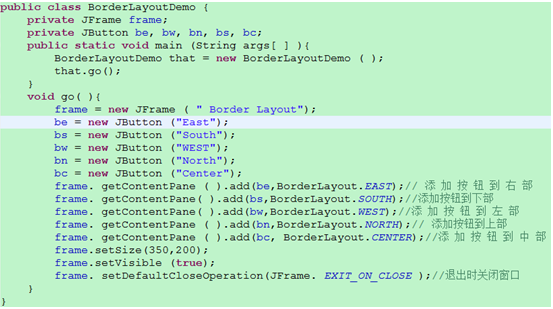 public class BorderLayoutDemo {
private JFrame frame;
private JButton be, bw, bn, bs, bc;
public static void main (String args[ ] ){
BorderLayoutDemo that = new BorderLayoutDemo ( );
that.go();
}
void go( ){
frame = new JFrame ( " Border Layout");
be = new JButton ("East");
bs = new JButton ("South");
bw = new JButton ("WEST");
bn = new JButton ("North");
bc = new JButton ("Center");
frame. getContentPane ( ).add(be,BorderLayout.EAST);// 添 加 按 钮 到 右 部
frame. getContentPane( ).add(bs,BorderLayout.SOUTH);//添加按钮到下部
frame. getContentPane( ).add(bw,BorderLayout.WEST);//添 加 按 钮 到 左 部
frame. getContentPane ( ).add(bn,BorderLayout.NORTH);// 添加按钮到上部
frame. getContentPane ( ).add(bc, BorderLayout.CENTER);//添 加 按 钮 到 中 部
frame.setSize(350,200);
frame.setVisible (true);
frame. setDefaultCloseOperation(JFrame. EXIT_ON_CLOSE );//退出时关闭窗口
}
}